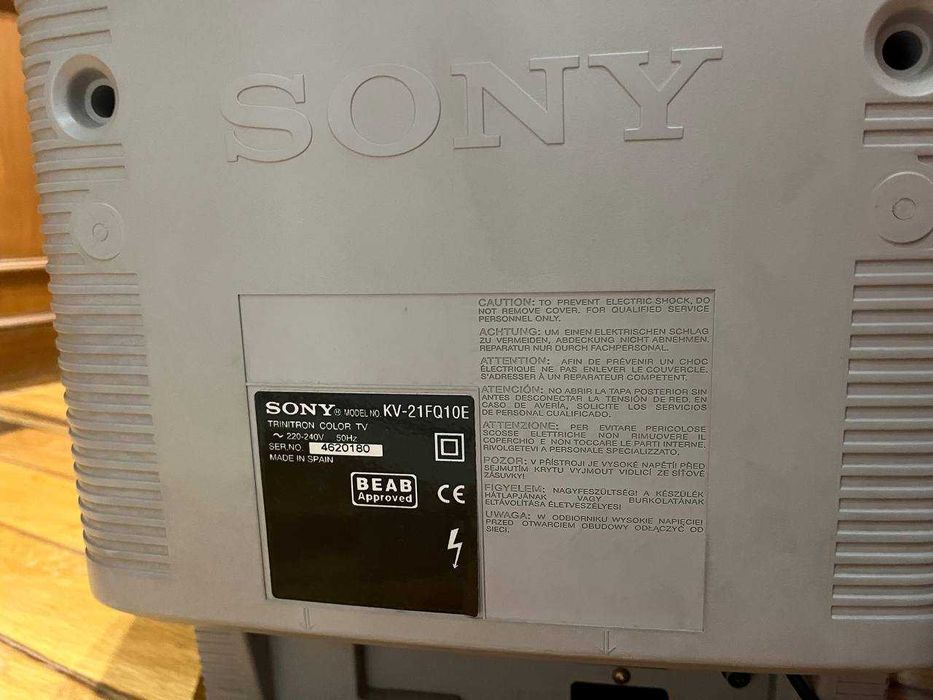 SONY
CAUTION: TO PREVENT ELECTRIC SHOCK, DO
NOT REMOVE COVER. FOR QUALIFIED SERVICE
PERSONNEL ONLY.
ACHTUNG: UM EINEN ELEKTRISCHEN SCHLAG
ZU VERMEIDEN, ABDECKUNG NICHT ABNEHMEN.
REPARATUR NUR DURCH FACHPERSONAL.
ATTENTION: AFIN DE PRÉVENIR UN CHOC
ÉLECTRIQUE NE PAS ENLEVER LE COUVERCLE.
S'ADRESSER À UN REPARATEUR COMPETENT.
ATENCIÓN: NO ABRIR LA TAPA POSTERIOR SIN
ANTES DESCONECTAR LA TENSIÓN DE RED. EN
CASO DE AVERÍA, SOLICITE LOS SERVICIOS
DE PERSONAL CUALIFICADO.
ATTENZIONE: PER EVITARE PERICOLOSE
SCOSSE ELETTRICHE NON RIMUOVERE IL
COPERCHIO E NON TOCCARE LE PARTI INTERNE.
RIVOLGETEVI A PERSONALE SPECIALIZZATO.
POZOR: V PŘÍSTROJI JE VYSOKÉ NAPĚTÍ! PŘED
SEJMUTÍM KRYTU VYJMOUT VIDLICI ZE SÍŤOVÉ
ZÁSUVKY!
FIGYELEM: NAGYFESZÜLTSÉG! A KÉSZÜLÉK
HÁTLAPJÁNAK VAGY BURKOLATÁNAK
ELTÁVOLÍTÁSA ÉLETVESZÉLYES!
UWAGA: W ODBIORNIKU WYSOKIE NAPIĘCIE!
PRZED OTWARCIEM OBUDOWY ODŁĄCZYĆ OD
SIECI.
SONY® MODEL NO. KV-21FQ10E
TRINITRON COLOR TV
~ 220-240V 50Hz
SER.NO. 4620180
MADE IN SPAIN
BEAB
Approved
CE